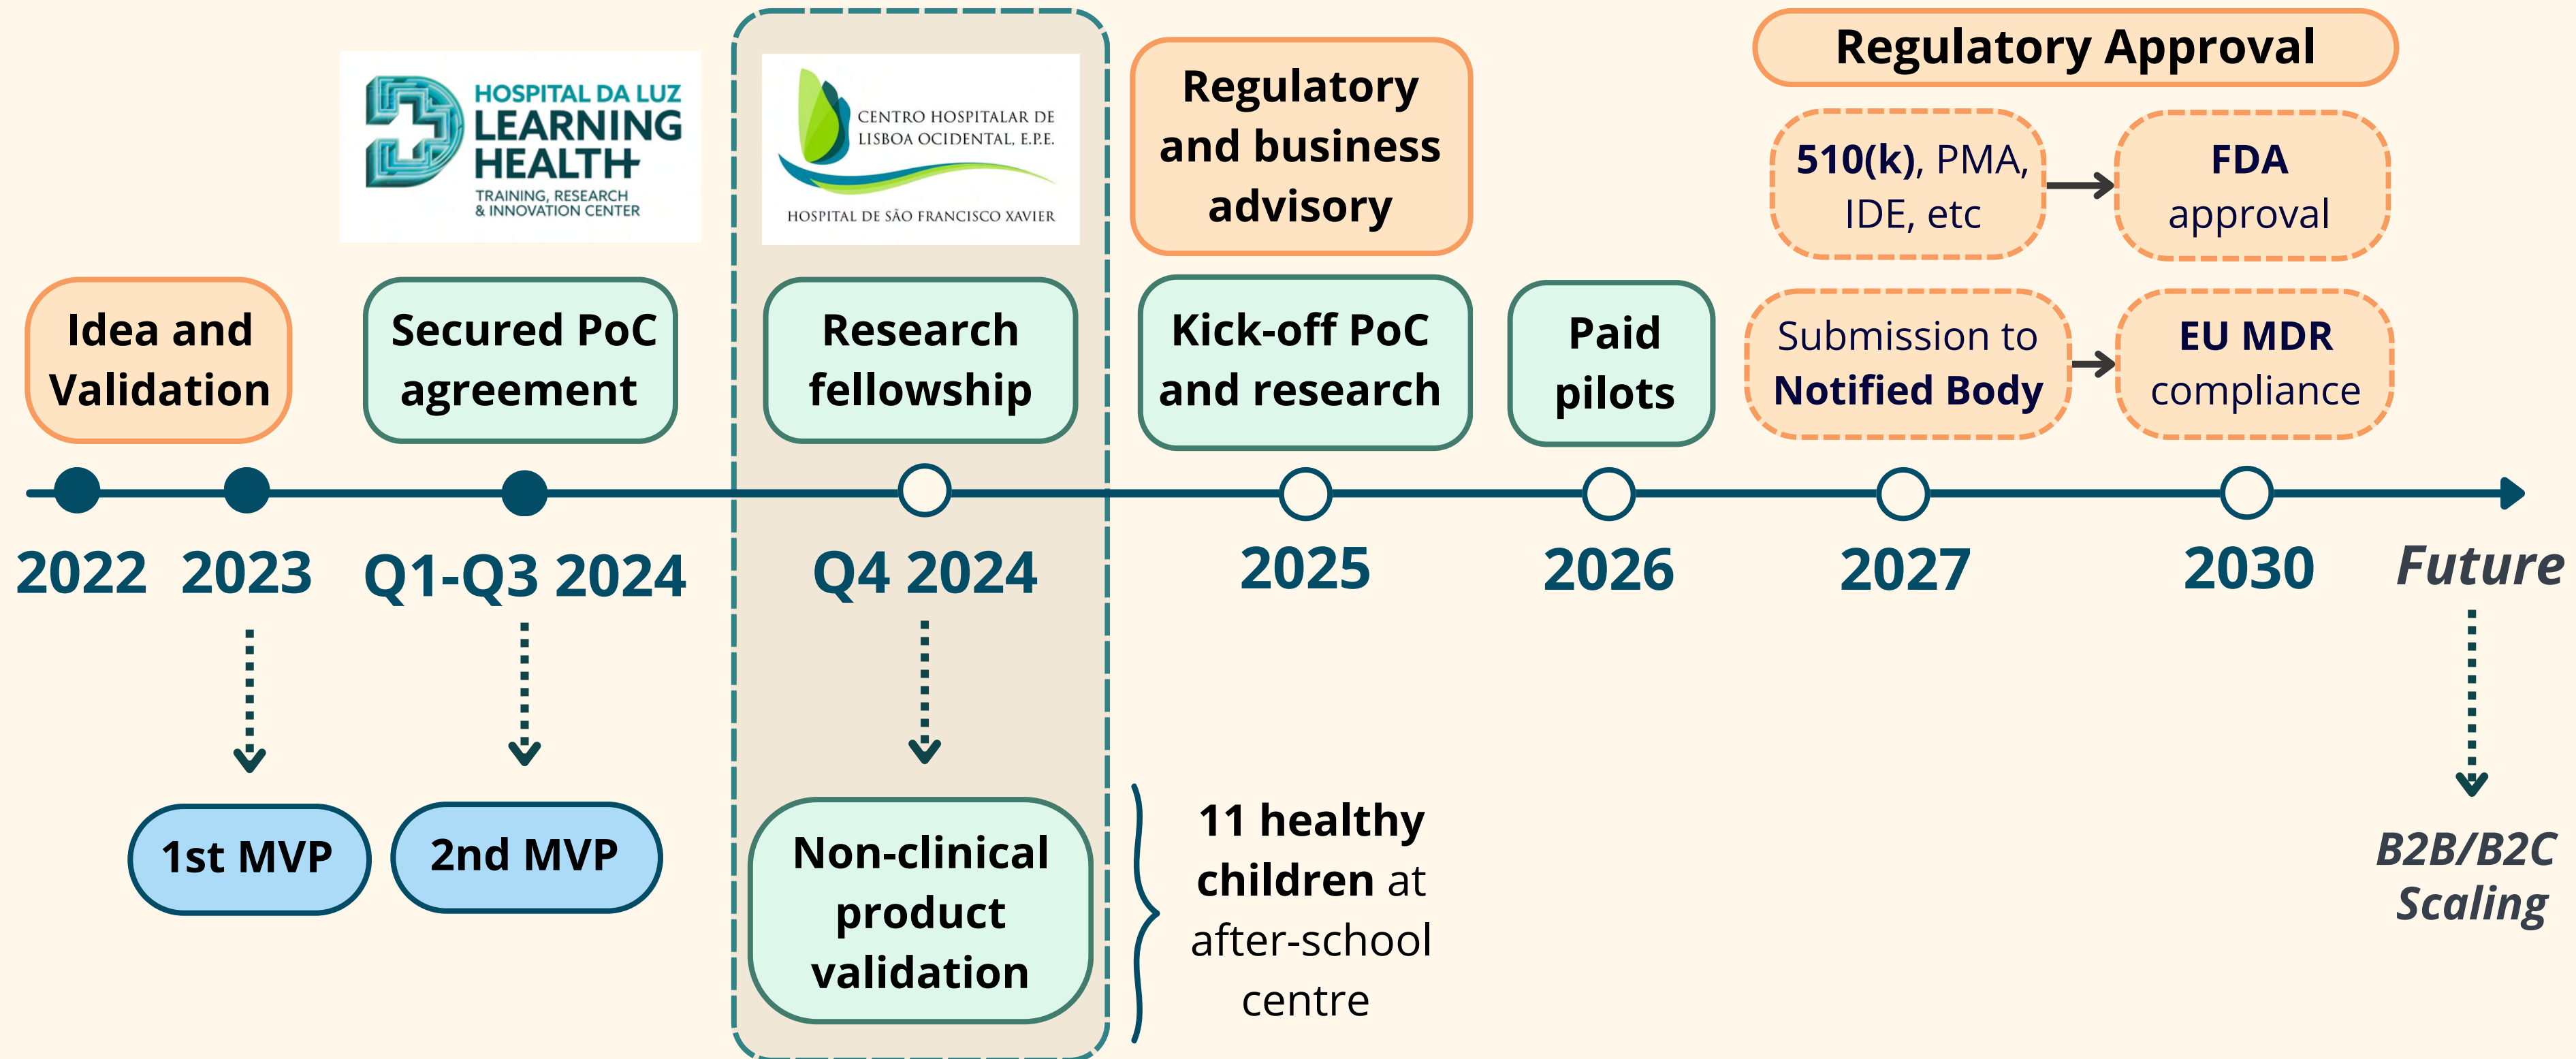 HOSPITAL DA LUZ
LEARNING
HEALTH
TRAINING, RESEARCH
& INNOVATION CENTER
CENTRO HOSPITALAR DE
LISBOA OCIDENTAL, E.P.E.
HOSPITAL DE SÃO FRANCISCO XAVIER
Regulatory
and business
advisory
Regulatory Approval
510(k), PMA,
IDE, etc
FDA
approval
Idea and
Validation
Secured PoC
agreement
Research
fellowship
Kick-off PoC
and research
Paid
pilots
Submission to
Notified Body
EU MDR
compliance
2022
2023
Q1-Q3 2024
Q4 2024
2025
2026
2027
2030
Future
1st MVP
2nd MVP
Non-clinical
product
validation
11 healthy
children at
after-school
centre
B2B/B2C
Scaling